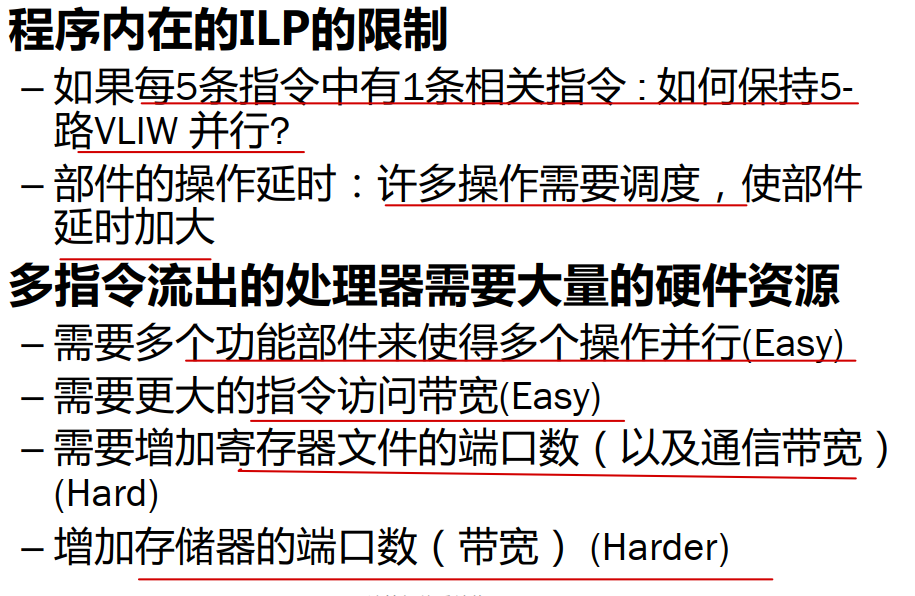 程序内在的ILP的限制
– 如果每5条指令中有1条相关指令 : 如何保持5-
路VLIW 并行?
– 部件的操作延时：许多操作需要调度，使部件
延时加大
多指令流出的处理器需要大量的硬件资源
– 需要多个功能部件来使得多个操作并行(Easy)
– 需要更大的指令访问带宽(Easy)
– 需要增加寄存器文件的端口数（以及通信带宽）
(Hard)
– 增加存储器的端口数（带宽） (Harder)